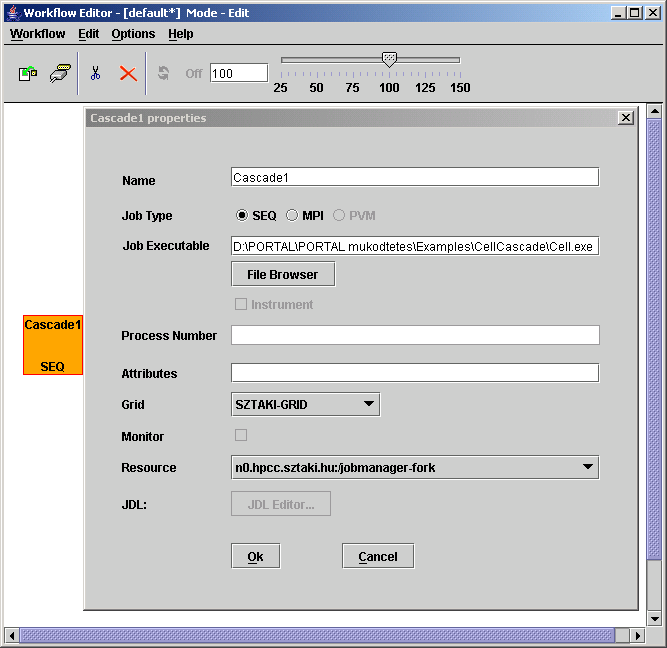 Workflow Editor - [default*]  Mode - Edit
Workflow Edit Options Help
Off 100
25 50 75 100 125 150
Cascade1 properties
Name Cascade1
Job Type SEQ MPI PVM
Job Executable D:\PORTAL\PORTAL mukodtetes\Examples\CellCascade\Cell.exe
File Browser
Instrument
Cascade1
SEQ
Process Number
Attributes
Grid SZTAKI-GRID
Monitor
Resource n0.hpcc.sztaki.hu:/jobmanager-fork
JDL: JDL Editor...
Ok Cancel